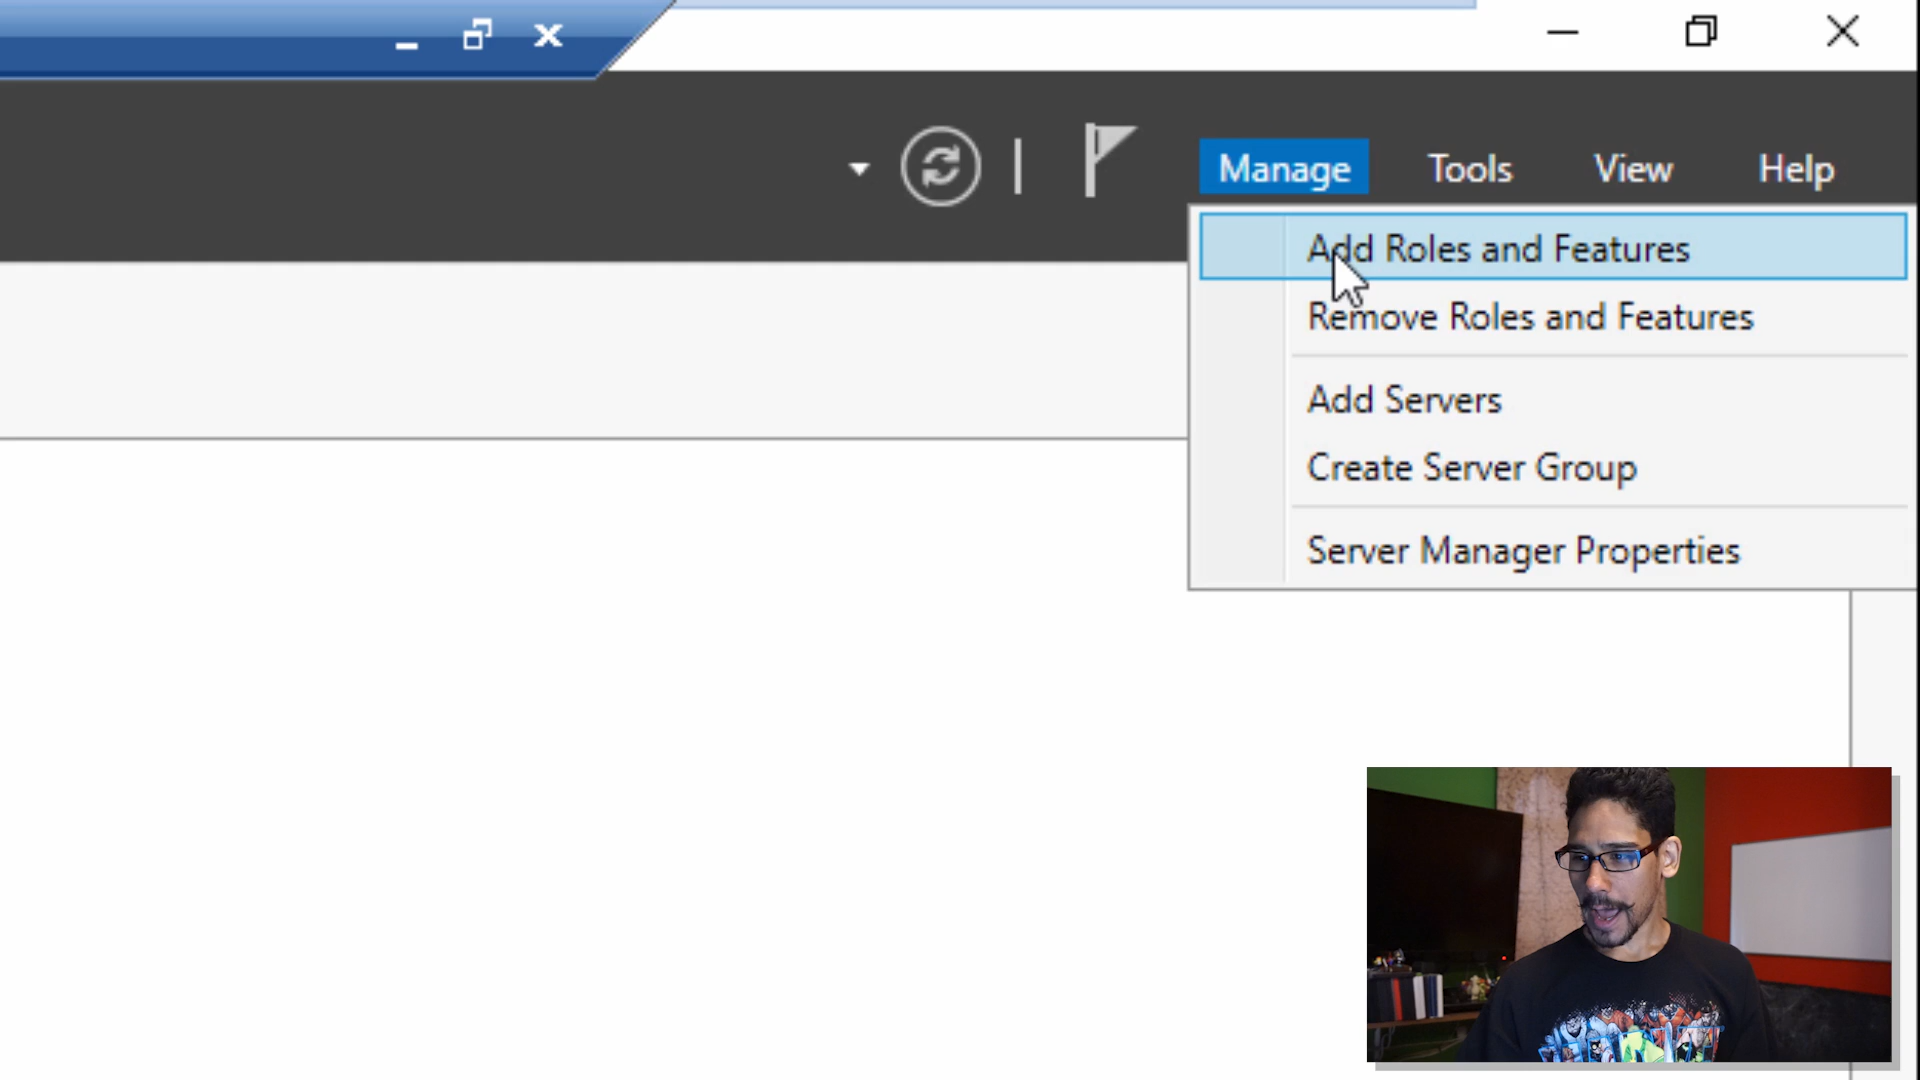 Manage Tools View Help
Add Roles and Features
Remove Roles and Features
Add Servers
Create Server Group
Server Manager Properties